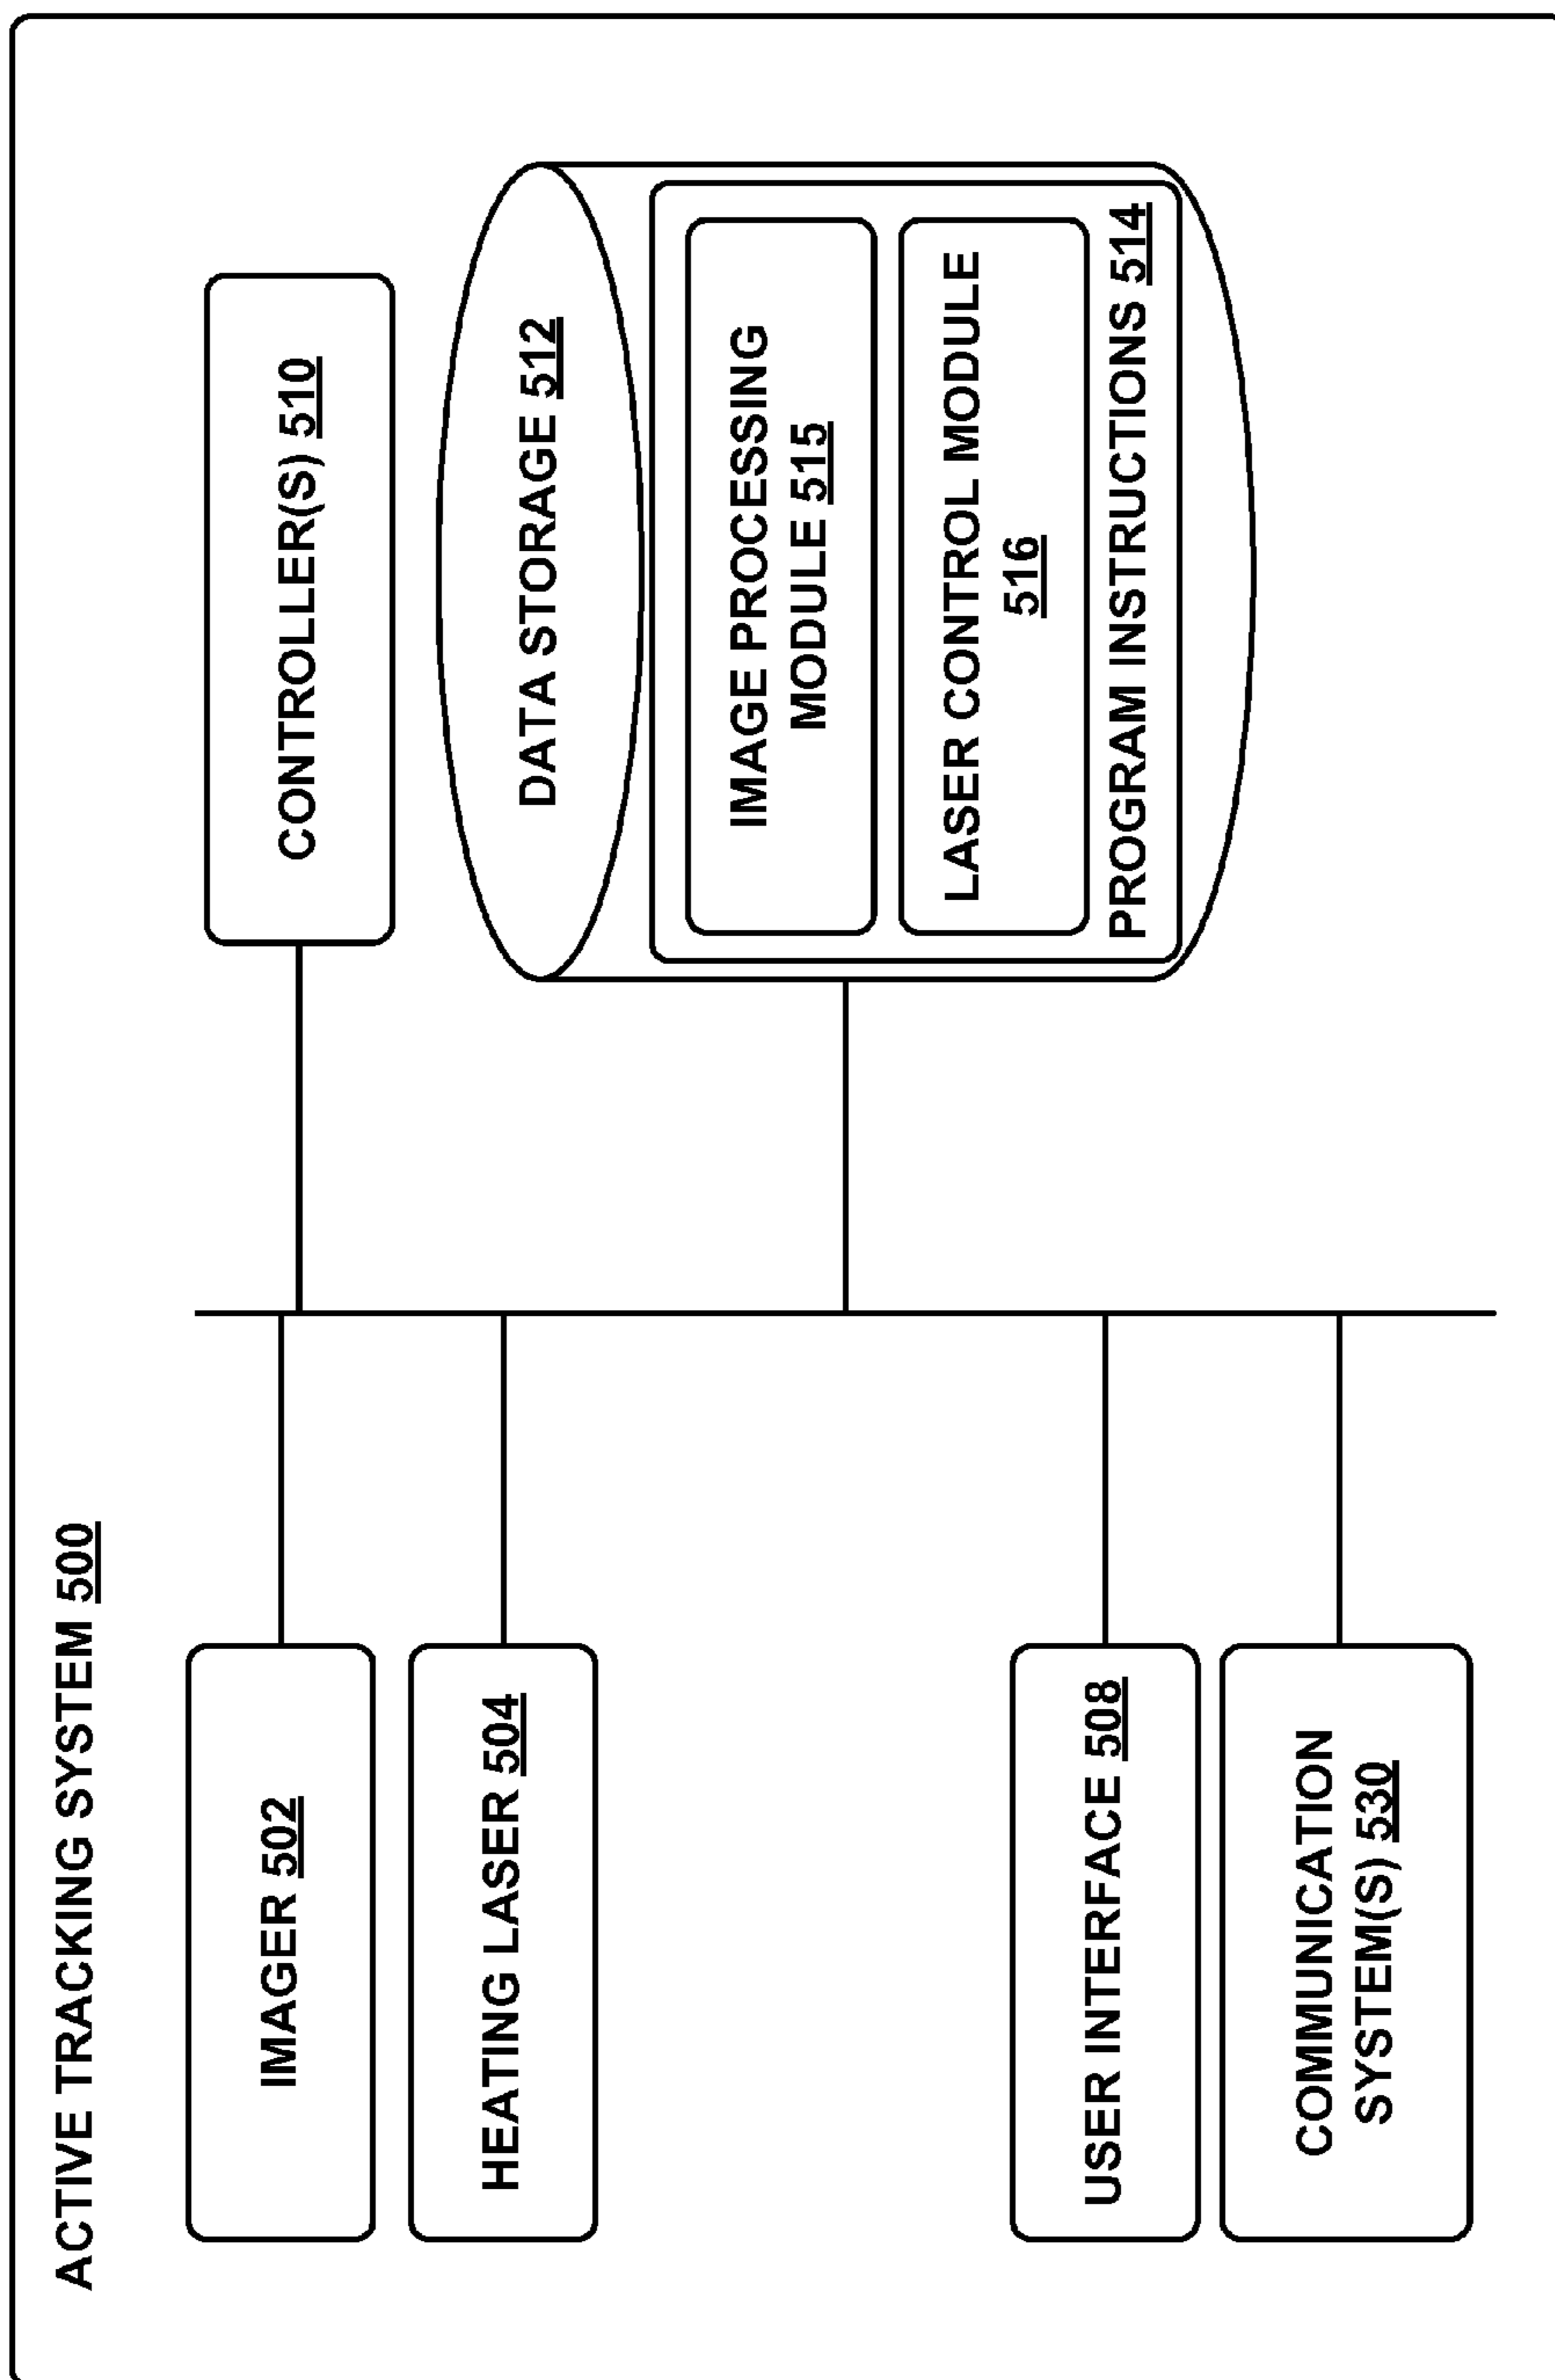 ACTIVE TRACKING SYSTEM 500
IMAGER 502
HEATING LASER 504
USER INTERFACE 508
COMMUNICATION
SYSTEM(S) 530
CONTROLLER(S) 510
DATA STORAGE 512
IMAGE PROCESSING
MODULE 515
LASER CONTROL MODULE
516
PROGRAM INSTRUCTIONS 514